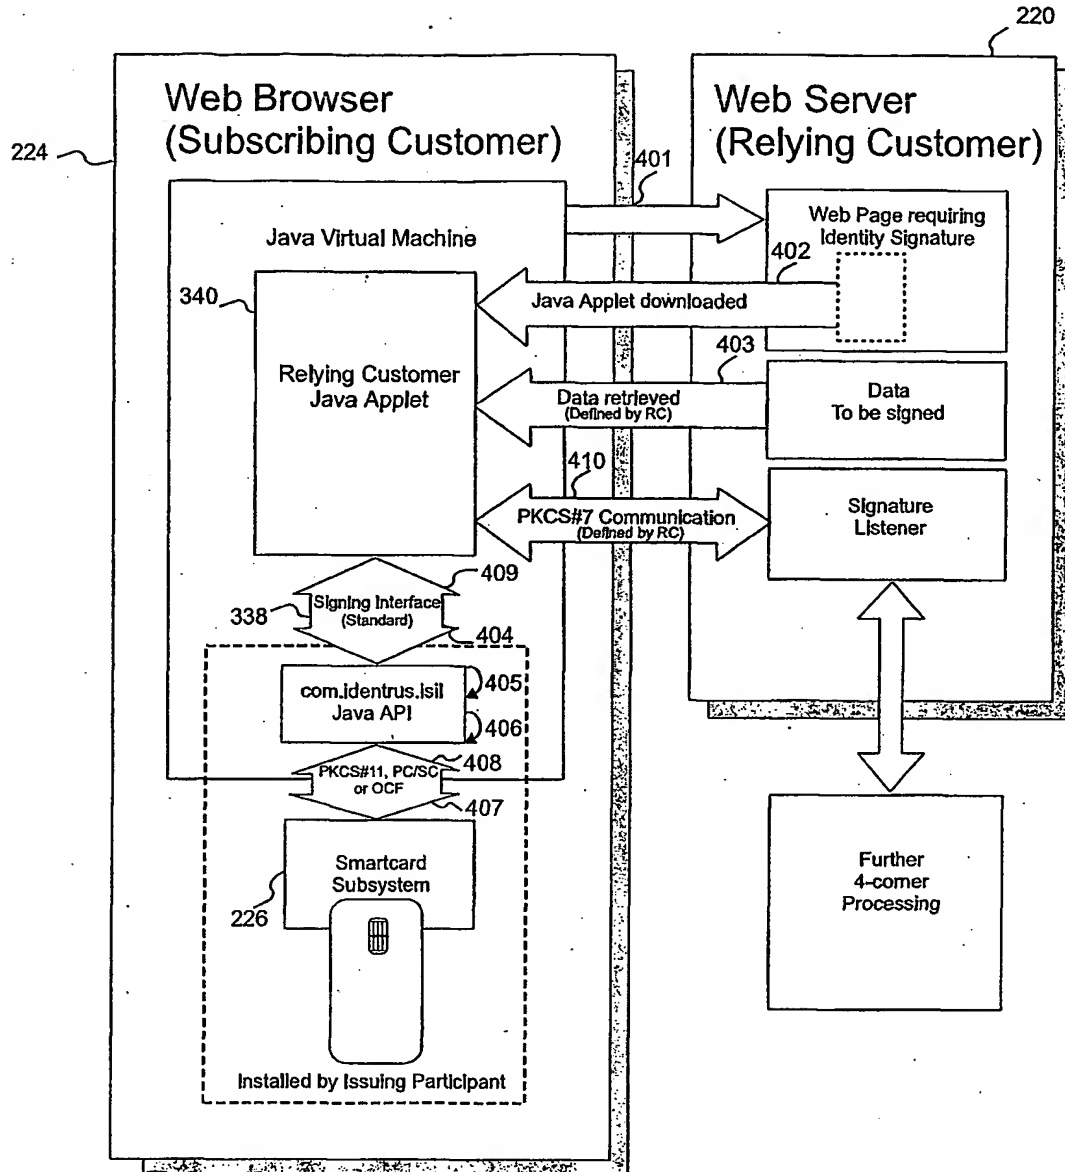 220
Web Browser
(Subscribing Customer)
Web Server
(Relying Customer)
224
401
Java Virtual Machine
Web Page requiring
Identity Signature
402
340
Java Applet downloaded
403
Relying Customer
Java Applet
Data retrieved
(Defined by RC)
Data
To be signed
410
PKCS#7 Communication
(Defined by RC)
Signature
Listener
409
338
Signing Interface
(Standard)
404
com.identrus.isil
Java API
405
406
408
PKCS#11, PC/SC
or OCF
407
Smartcard
Subsystem
226
Further
4-corner
Processing
Installed by Issuing Participant